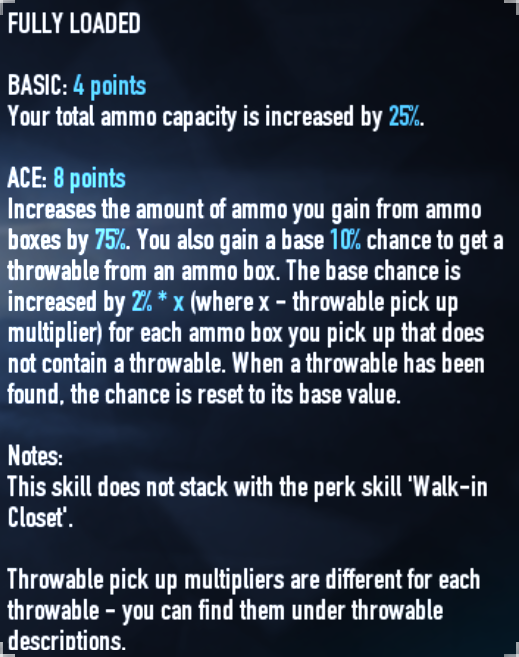 FULLY LOADED
BASIC: 4 points
Your total ammo capacity is increased by 25%.
ACE: 8 points
Increases the amount of ammo you gain from ammo
boxes by 75%. You also gain a base 10% chance to get a
throwable from an ammo box. The base chance is
increased by 2% * x (where x - throwable pick up
multiplier) for each ammo box you pick up that does
not contain a throwable. When a throwable has been
found, the chance is reset to its base value.
Notes:
This skill does not stack with the perk skill 'Walk-in
Closet'.
Throwable pick up multipliers are different for each
throwable - you can find them under throwable
descriptions.